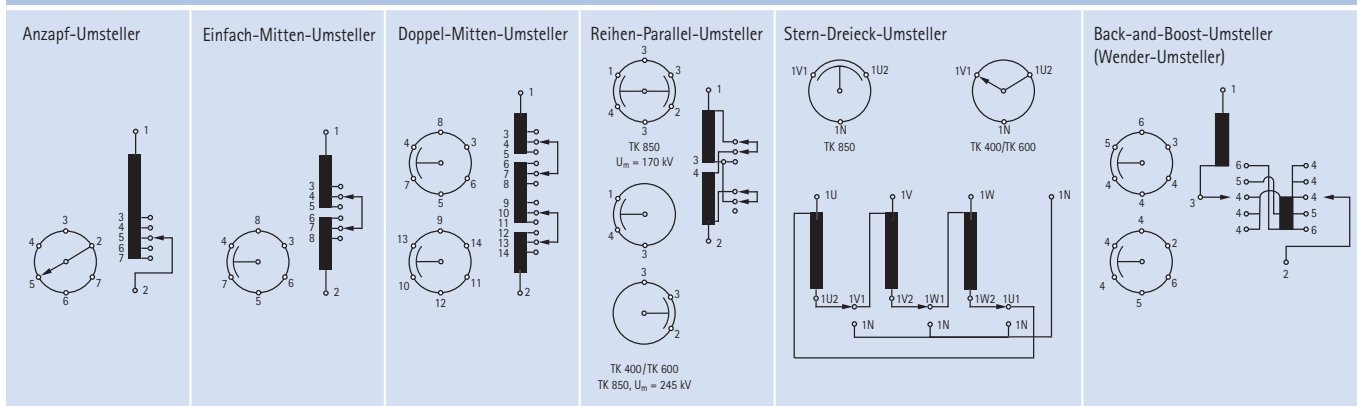 Anzapf-Umsteller
1
3
4
5
6
7
2
3
4
2
5
7
6
Einfach-Mitten-Umsteller
1
3
4
5
6
7
8
2
8
4
3
7
6
5
Doppel-Mitten-Umsteller
8
4
3
7
6
5
9
13
14
10
11
12
1
3
4
5
6
7
8
9
10
11
12
13
14
2
Reihen-Parallel-Umsteller
3
1
3
4
2
3
TK 850
Um = 170 kV
1
4
3
3
3
2
1
3
4
2
TK 400/TK 600
TK 850, Um = 245 kV
Stern-Dreieck-Umsteller
1V1
1U2
1N
TK 850
1V1
1U2
1N
TK 400/TK 600
1U
1V
1W
1N
1U2
1V1
1V2
1W1
1W2
1U1
1N
1N
1N
Back-and-Boost-Umsteller
(Wender-Umsteller)
6
5
3
4
4
4
4
4
2
4
6
5
1
3
6
5
4
4
4
4
4
4
5
6
2